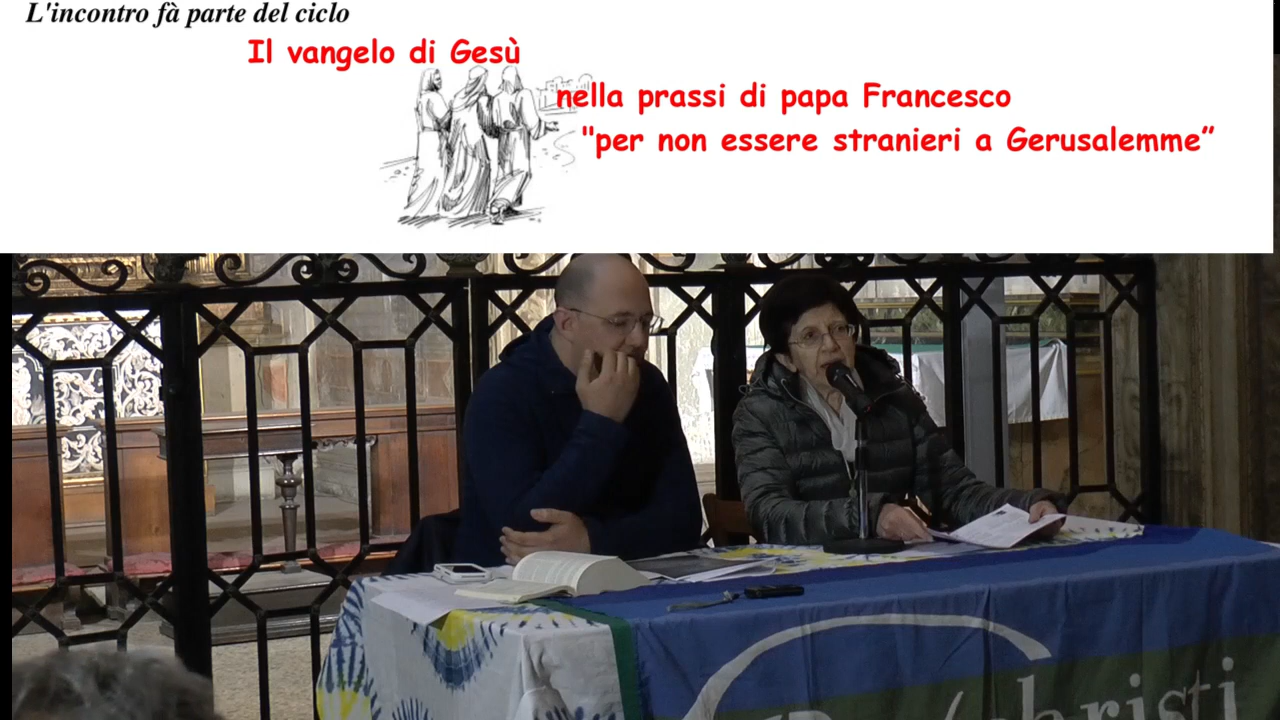 L'incontro fà parte del ciclo
Il vangelo di Gesù
nella prassi di papa Francesco
"per non essere stranieri a Gerusalemme”
christi